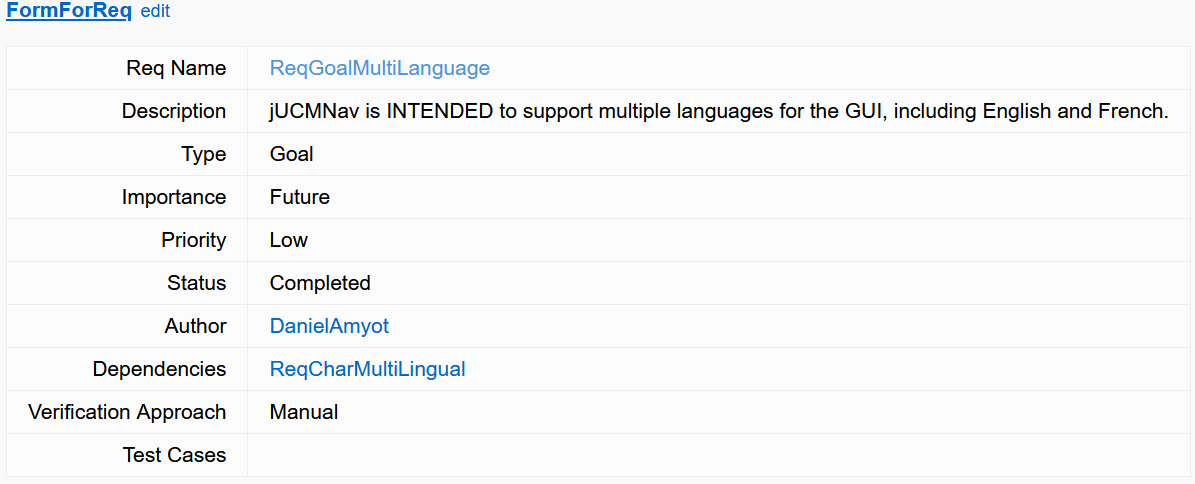 FormForReq edit
Req Name ReqGoalMultiLanguage
Description jUCMNav is INTENDED to support multiple languages for the GUI, including English and French.
Type Goal
Importance Future
Priority Low
Status Completed
Author DanielAmyot
Dependencies ReqCharMultiLingual
Verification Approach Manual
Test Cases